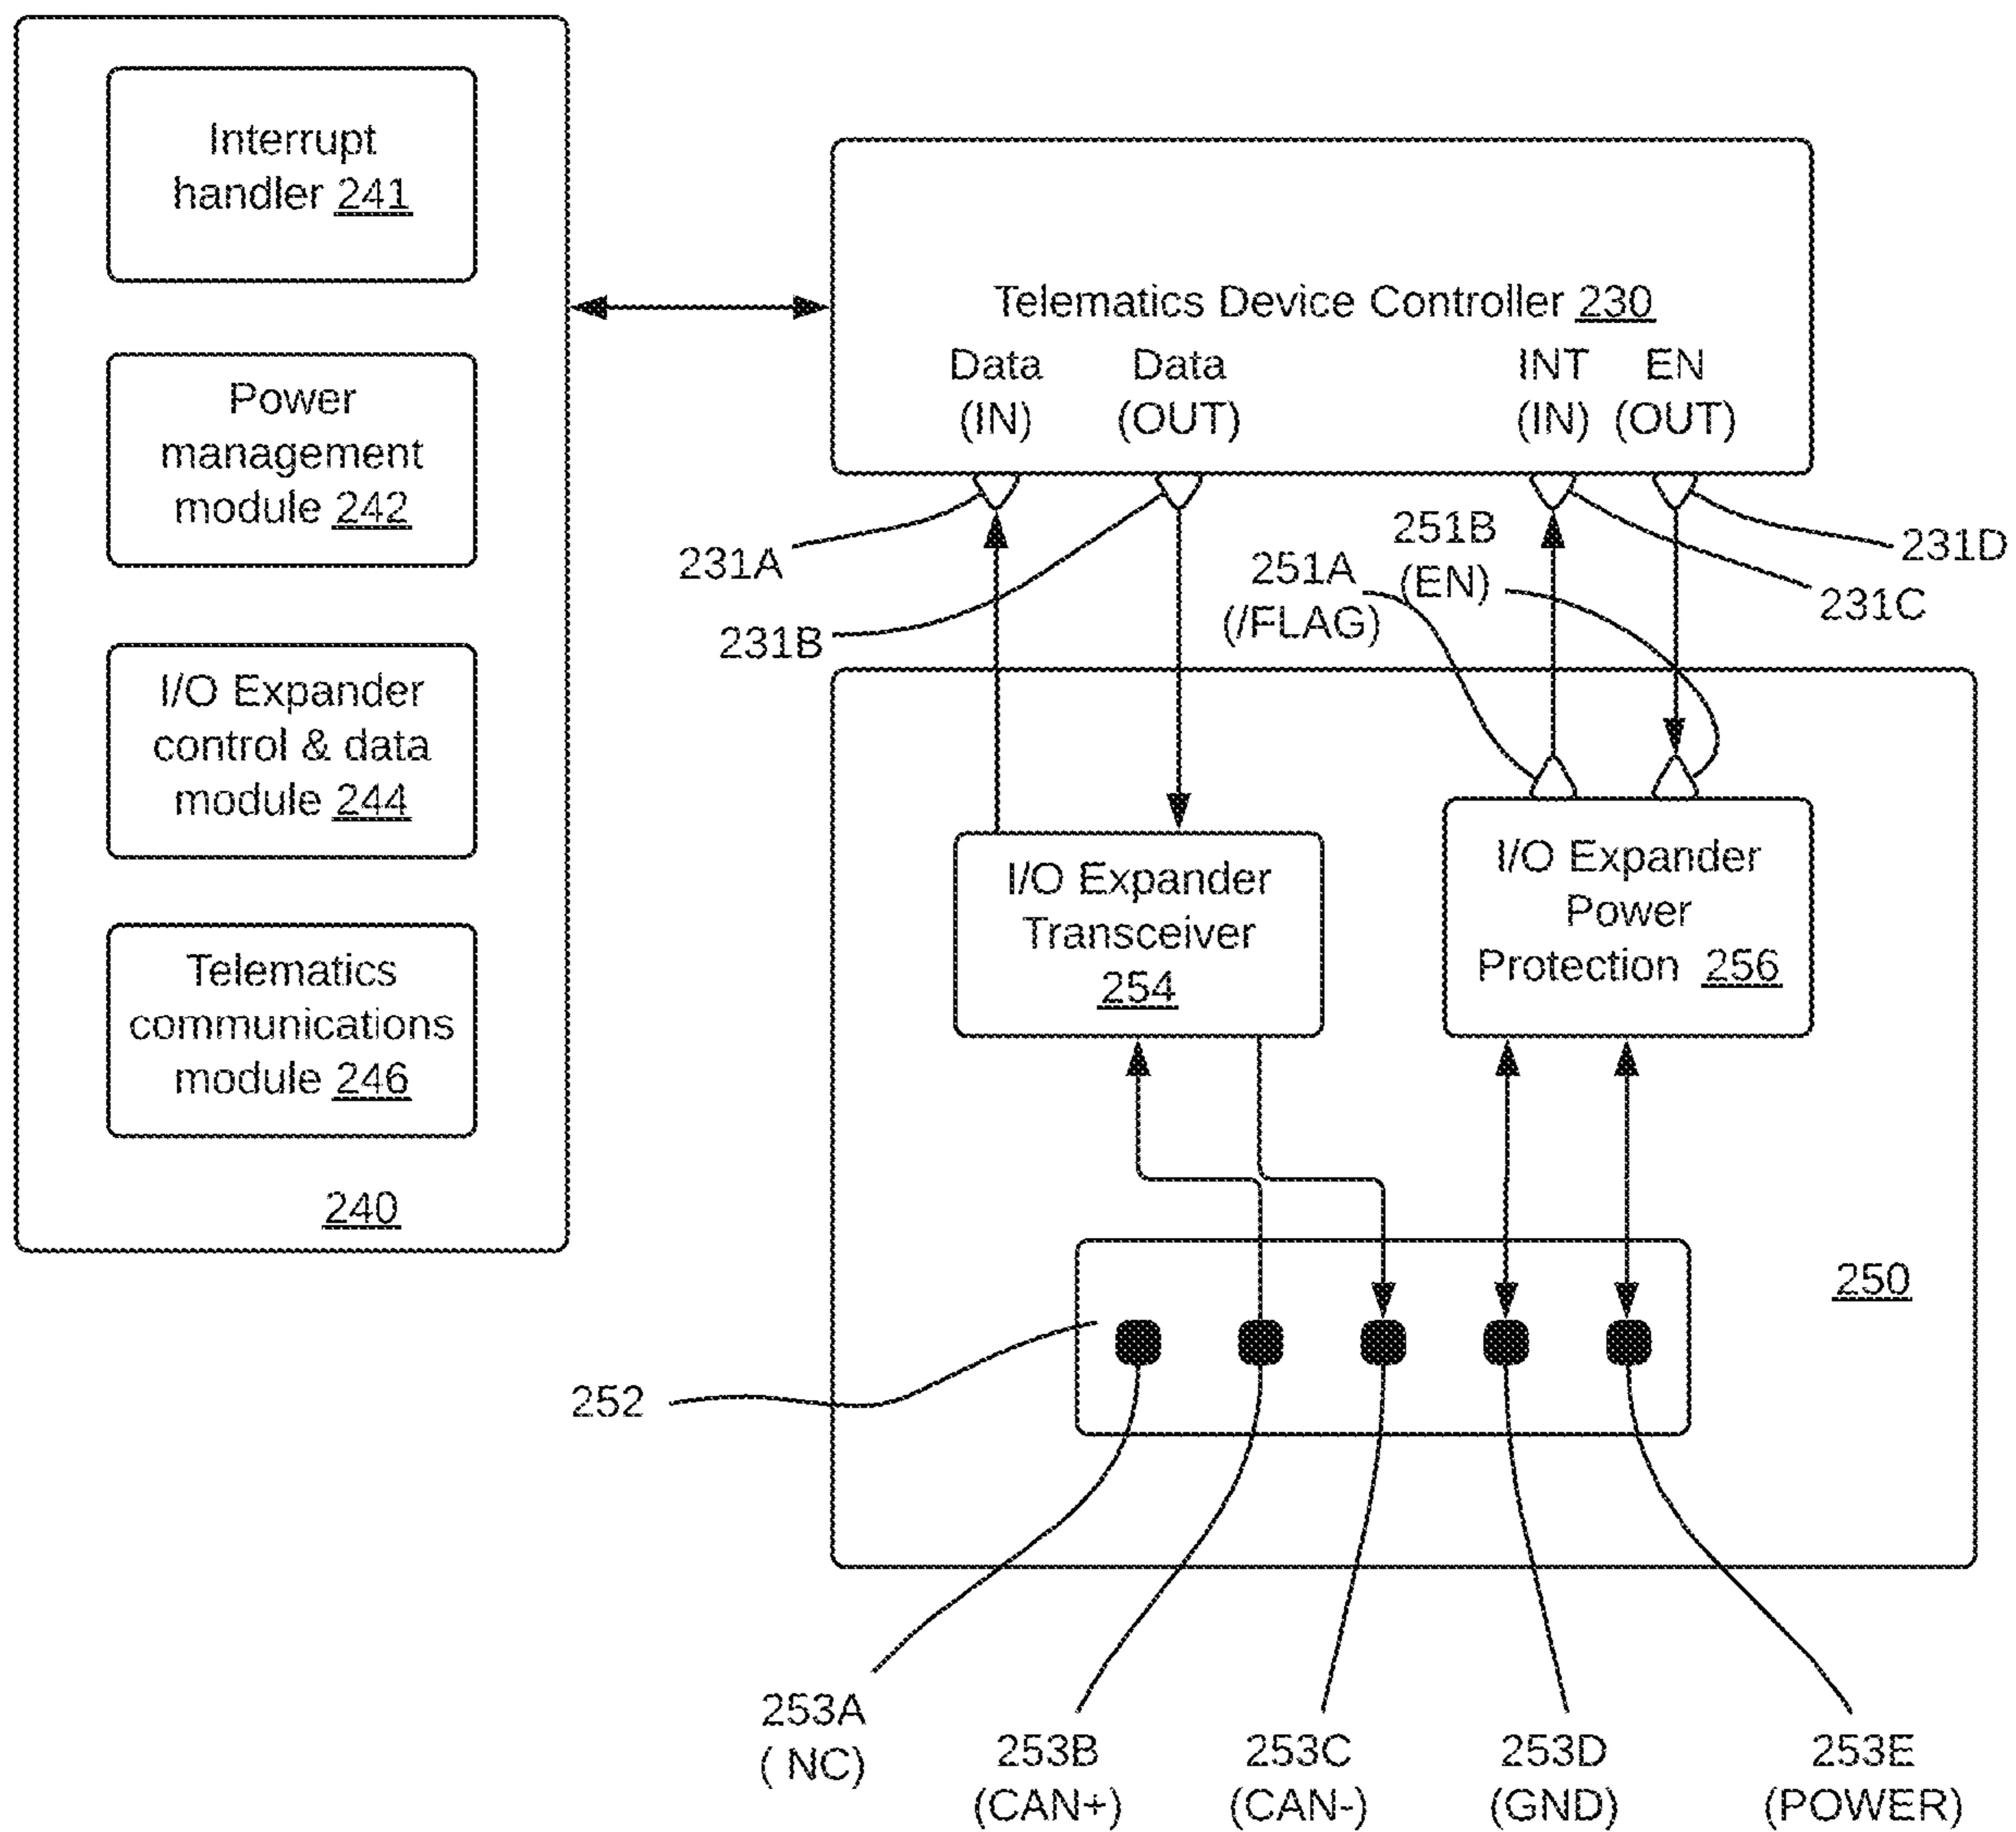 Interrupt
handler 241
Power
management
module 242
I/O Expander
control & data
module 244
Telematics
communications
module 246
240
Telematics Device Controller 230
Data
(IN)
Data
(OUT)
INT
(IN)
EN
(OUT)
231A
231B
251A
(/FLAG)
251B
(EN)
231D
231C
I/O Expander
Transceiver
254
I/O Expander
Power
Protection 256
250
252
253A
( NC)
253B
(CAN+)
253C
(CAN-)
253D
(GND)
253E
(POWER)